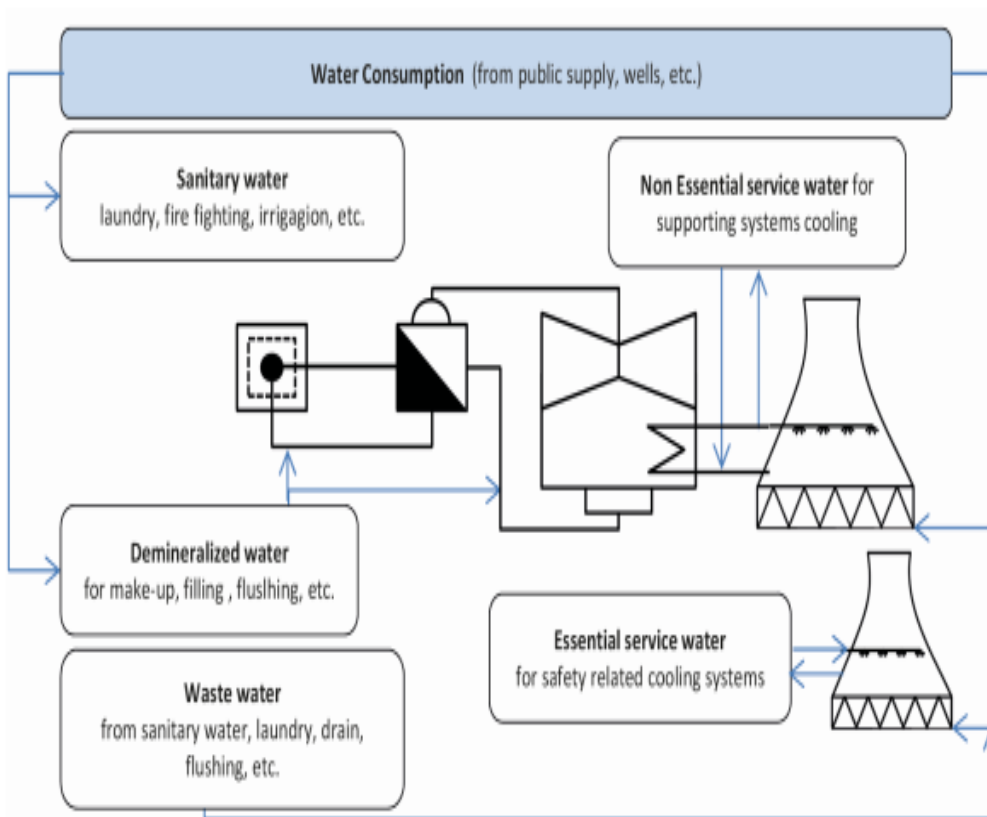 Water Consumption (from public supply, wells, etc.)
Sanitary water
laundry, fire fighting, irrigagion, etc.
Non Essential service water for
supporting systems cooling
Demineralized water
for make-up, filling , fluslhing, etc.
Essential service water
for safety related cooling systems
Waste water
from sanitary water, laundry, drain,
flushing, etc.